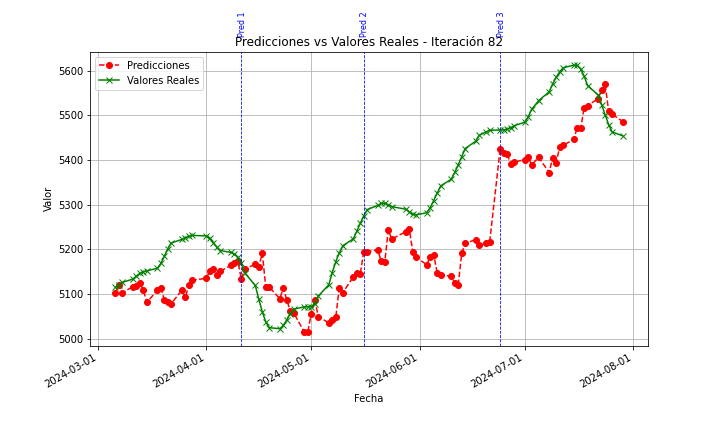 Pred 1
Pred 2
Pred 3
Predicciones vs Valores Reales - Iteración 82
Predicciones
Valores Reales
5600
5500
5400
5300
5200
5100
5000
Valor
2024-03-01
2024-04-01
2024-05-01
2024-06-01
2024-07-01
2024-08-01
Fecha